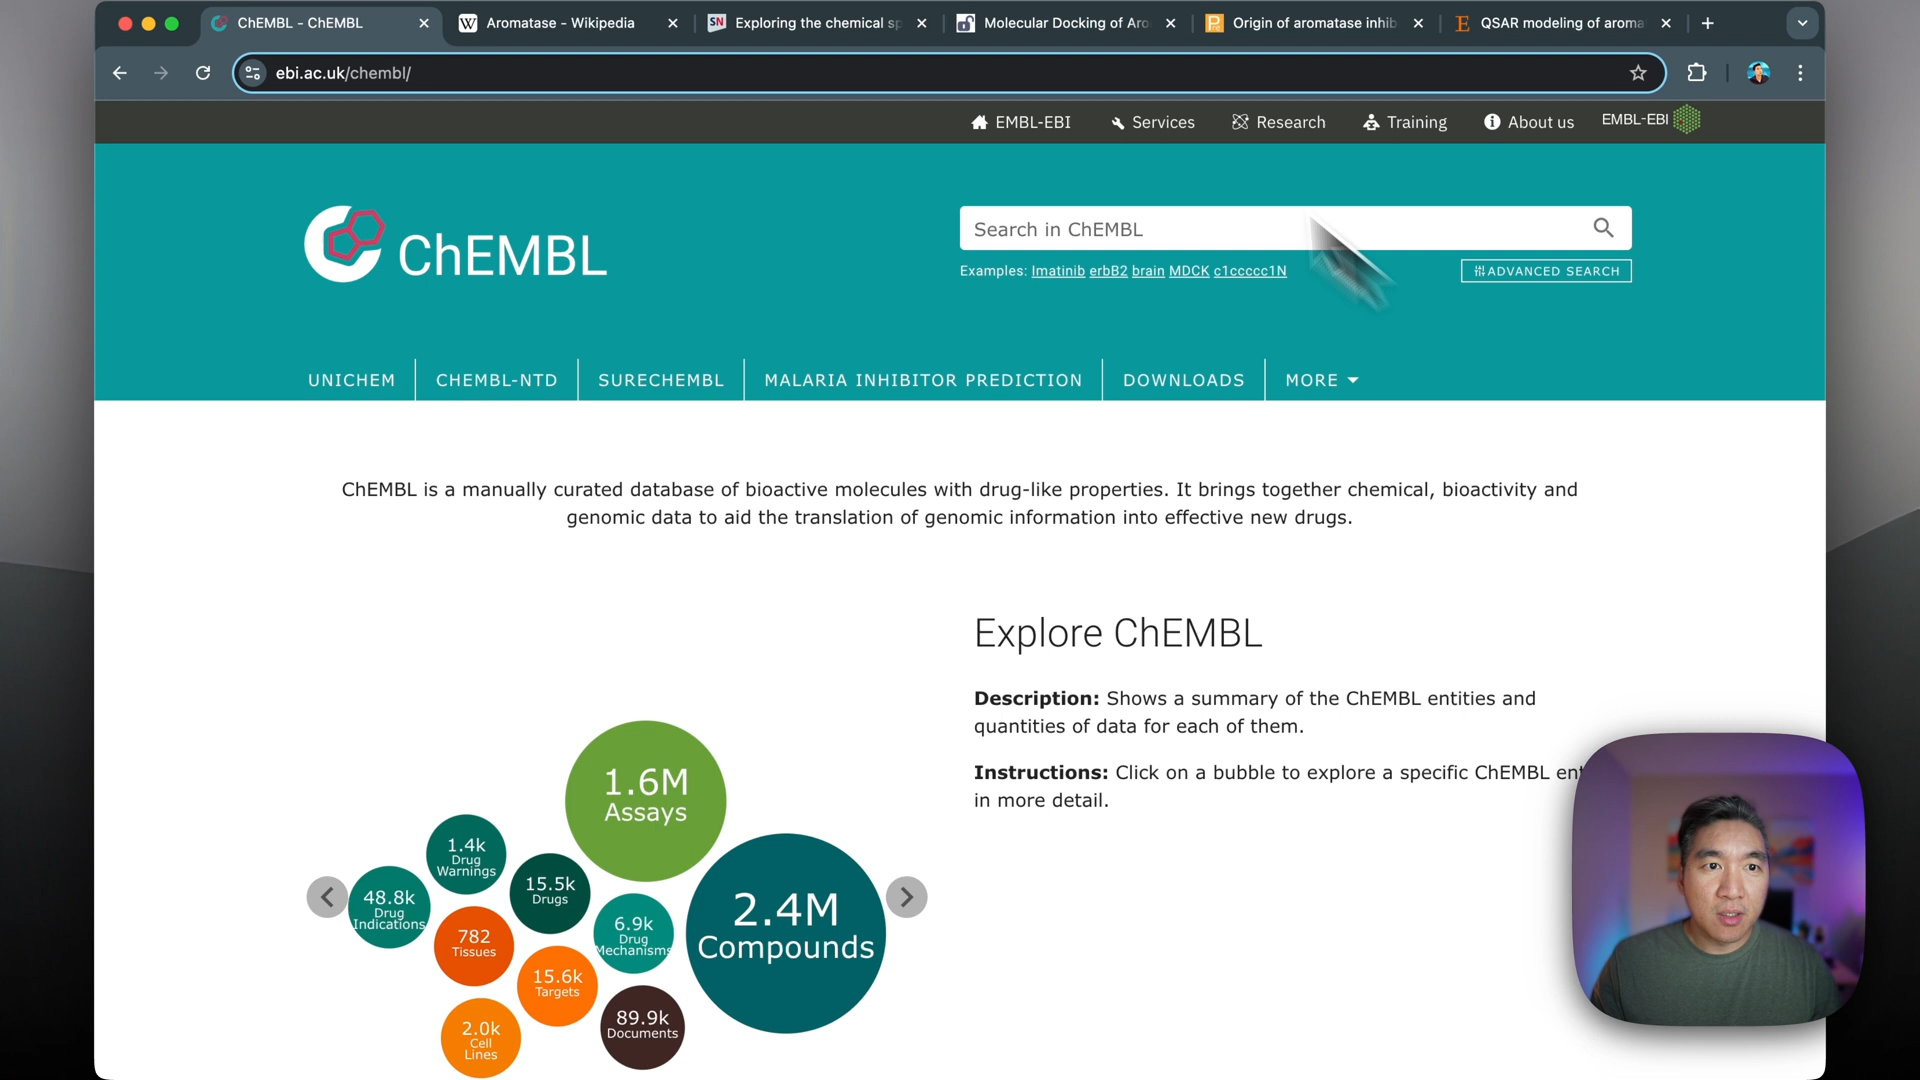 ChEMBL - ChEMBL
Aromatase - Wikipedia
SN Exploring the chemical sp
Molecular Docking of Aro
Origin of aromatase inhib
E QSAR modeling of aroma
ebi.ac.uk/chembl/
EMBL-EBI
Services
Research
Training
About us
EMBL-EBI
ChEMBL
Search in ChEMBL
Examples: Imatinib erbB2 brain MDCK c1ccccc1N
ADVANCED SEARCH
UNICHEM
CHEMBL-NTD
SURECHEMBL
MALARIA INHIBITOR PREDICTION
DOWNLOADS
MORE
ChEMBL is a manually curated database of bioactive molecules with drug-like properties. It brings together chemical, bioactivity and
genomic data to aid the translation of genomic information into effective new drugs.
Explore ChEMBL
Description: Shows a summary of the ChEMBL entities and
quantities of data for each of them.
Instructions: Click on a bubble to explore a specific ChEMBL ent
in more detail.
1.6M
Assays
1.4k
Drug
Warnings
15.5k
Drugs
48.8k
Drug
Indications
6.9k
Drug
Mechanisms
2.4M
Compounds
782
Tissues
15.6k
Targets
89.9k
Documents
2.0k
Cell
Lines